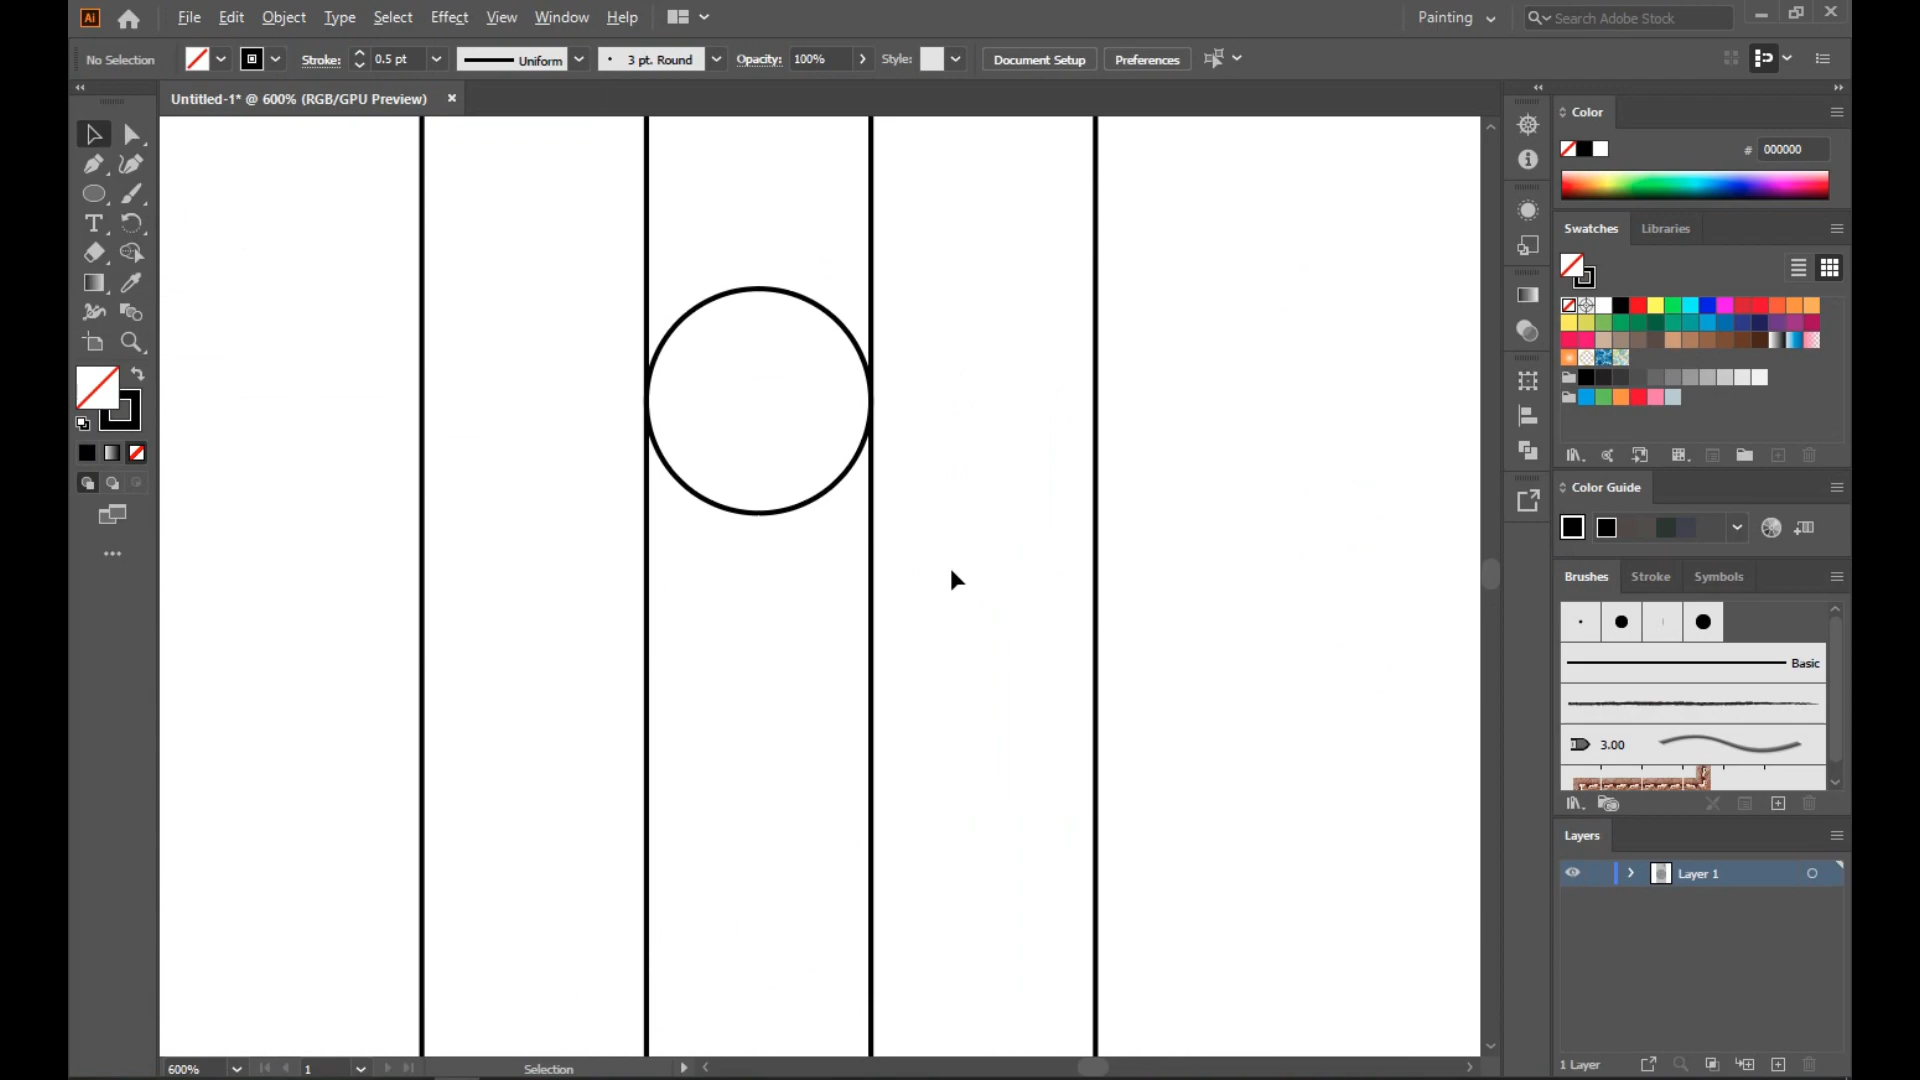 Ai File Edit Object Type Select Effect View Window Help Painting Search Adobe Stock
No Selection Stroke: 0.5 pt Uniform 3 pt. Round Opacity: 100% Style: Document Setup Preferences
Untitled-1* @ 600% (RGB/GPU Preview)
Color
# 000000
Swatches Libraries
Color Guide
Brushes Stroke Symbols
Basic
3.00
Layers
Layer 1
1 Layer
600% 1 Selection